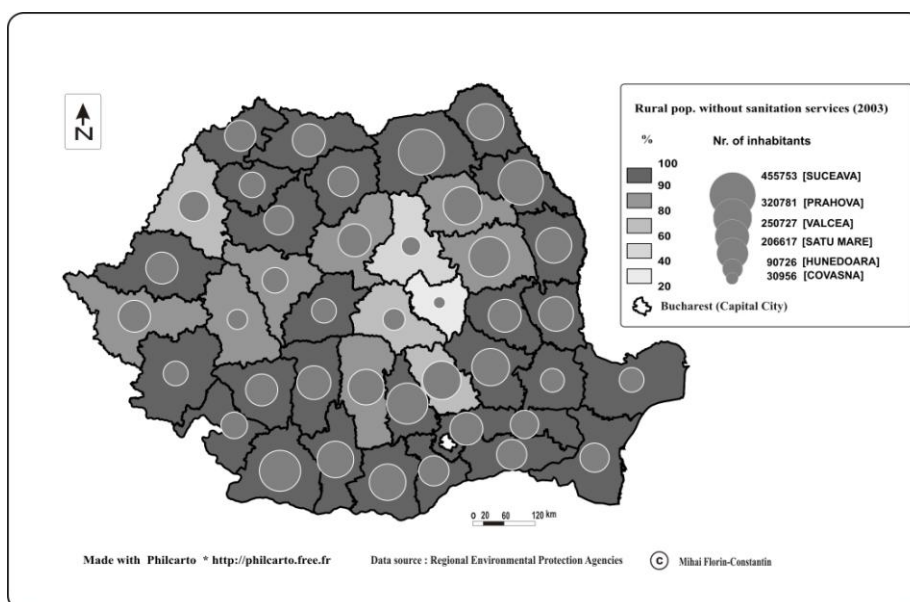 Rural pop. without sanitation services (2003)
% Nr. of inhabitants
100
90
80
60
40
20
455753 [SUCEAVA]
320781 [PRAHOVA]
250727 [VALCEA]
206617 [SATU MARE]
90726 [HUNEDOARA]
30956 [COVASNA]
Bucharest (Capital City)
N
0 20 60 120 km
Made with Philcarto * http://philcarto.free.fr Data source : Regional Environmental Protection Agencies C Mihai Florin-Constantin